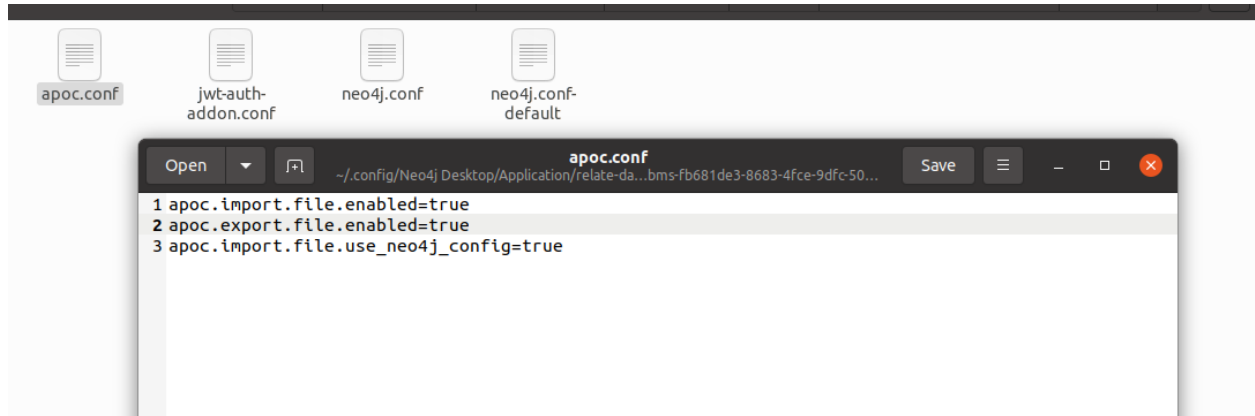 apoc.conf
jwt-auth-
addon.conf
neo4j.conf
neo4j.conf-
default
Open
apoc.conf
~/.config/Neo4j Desktop/Application/relate-da...bms-fb681de3-8683-4fce-9dfc-50...
Save
1 apoc.import.file.enabled=true
2 apoc.export.file.enabled=true
3 apoc.import.file.use_neo4j_config=true